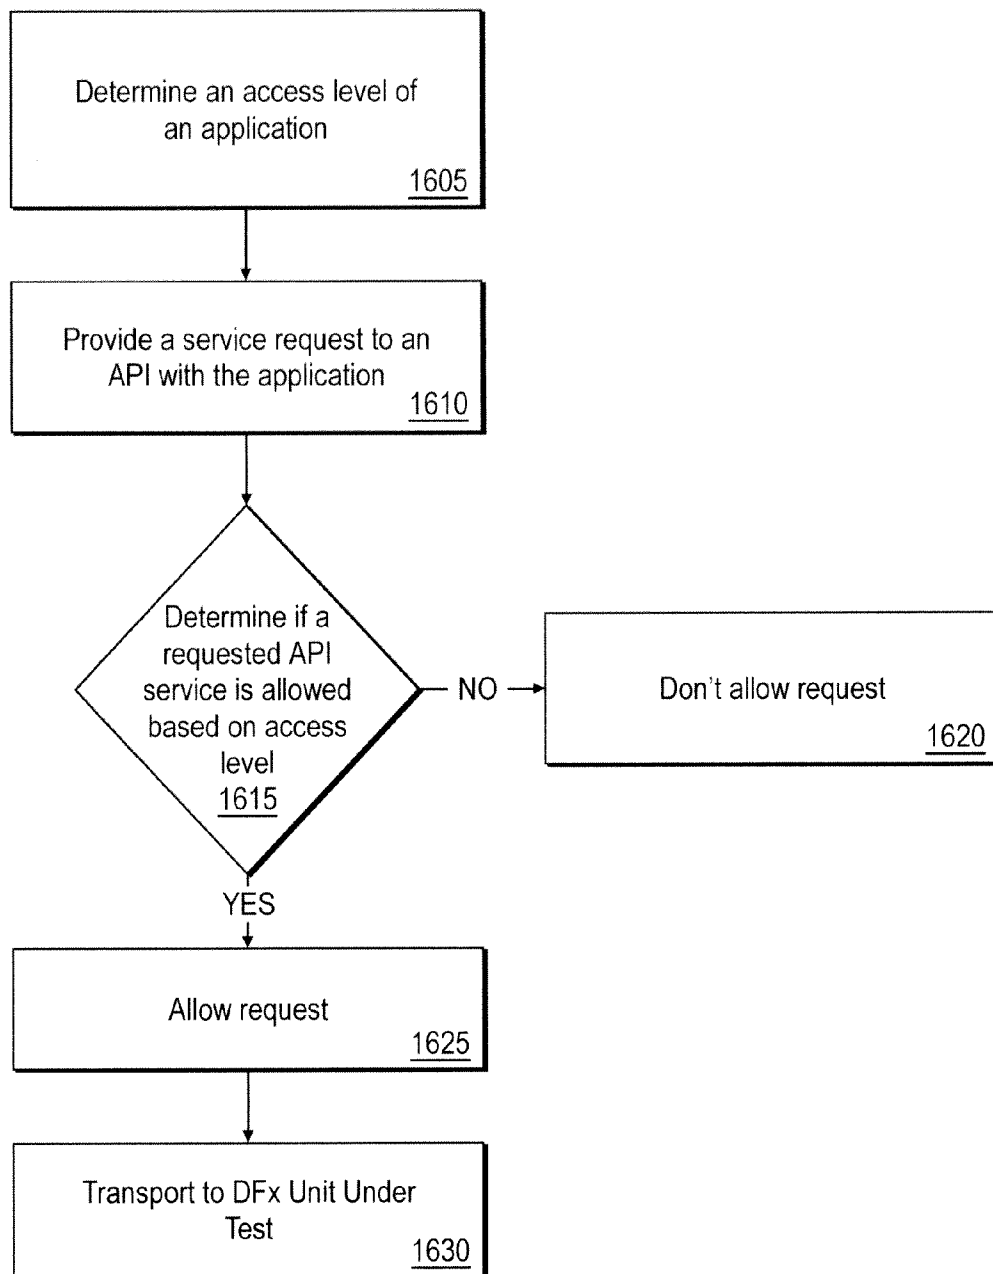 Determine an access level of
an application
1605
Provide a service request to an
API with the application
1610
Determine if a
requested API
service is allowed
based on access
level
1615
NO
Don't allow request
1620
YES
Allow request
1625
Transport to DFx Unit Under
Test
1630